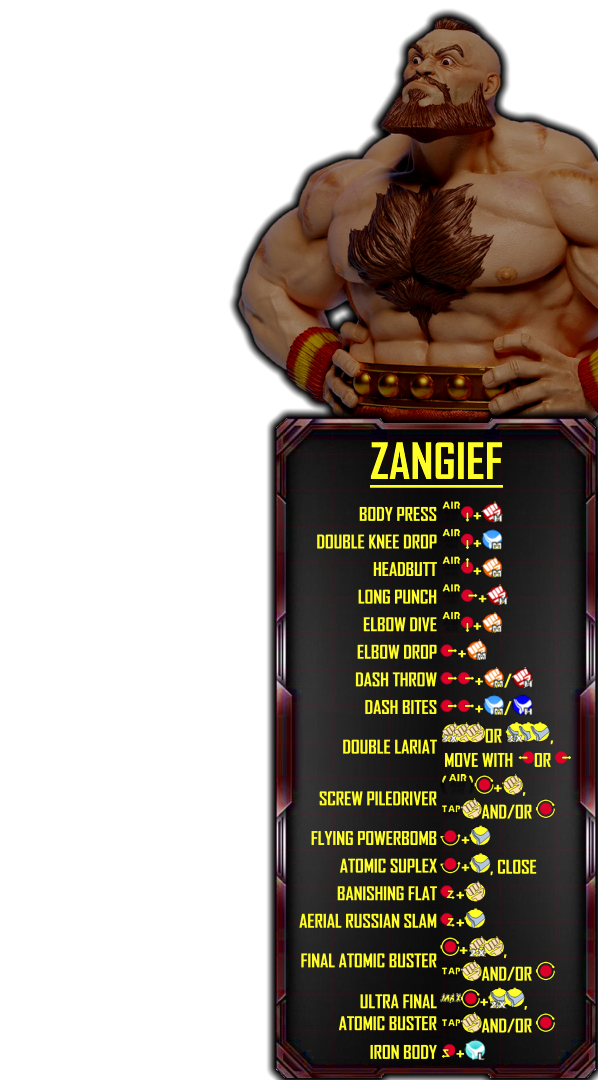 ZANGIEF
BODY PRESS AIR +
DOUBLE KNEE DROP AIR +
HEADBUTT AIR +
LONG PUNCH AIR +
ELBOW DIVE AIR +
ELBOW DROP +
DASH THROW + /
DASH BITES + /
DOUBLE LARIAT OR ,
MOVE WITH OR
SCREW PILEDRIVER (AIR) + ,
TAP AND/OR
FLYING POWERBOMB +
ATOMIC SUPLEX + , CLOSE
BANISHING FLAT +
AERIAL RUSSIAN SLAM +
FINAL ATOMIC BUSTER + ,
TAP AND/OR
ULTRA FINAL MAX + ,
ATOMIC BUSTER TAP AND/OR
IRON BODY +